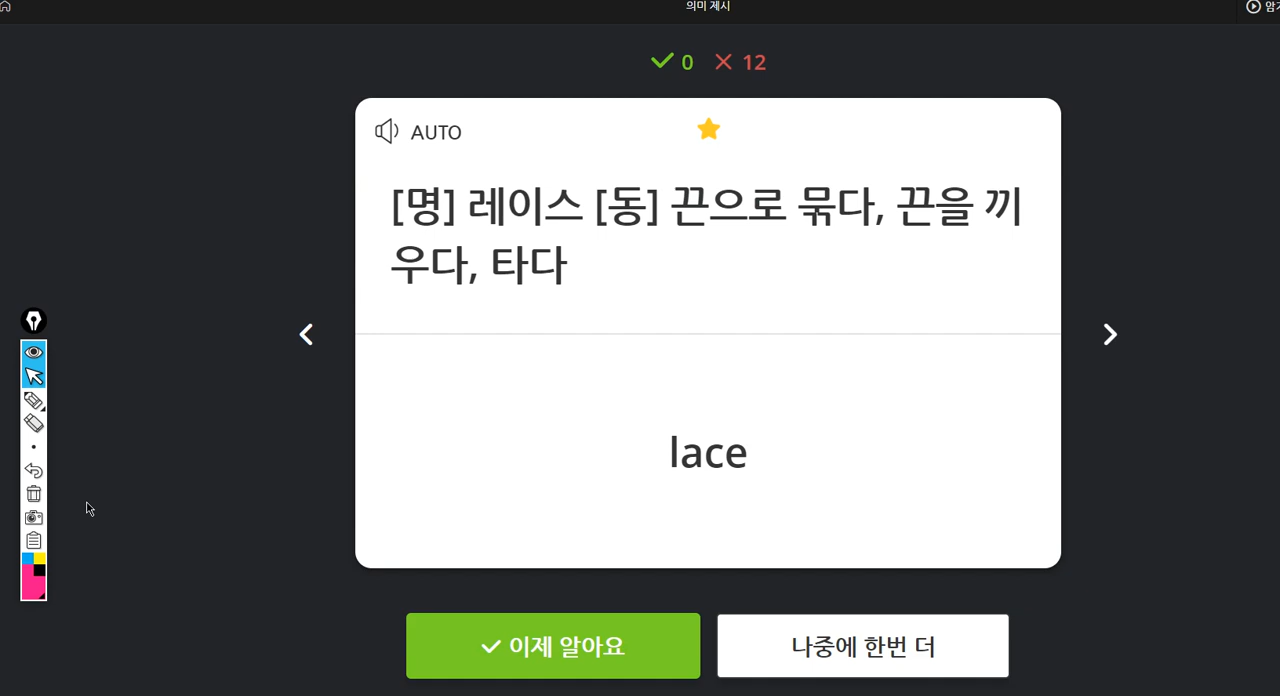 의미 제시
0 12
AUTO
[명] 레이스 [동] 끈으로 묶다, 끈을 끼
우다, 타다
lace
이제 알아요
나중에 한번 더